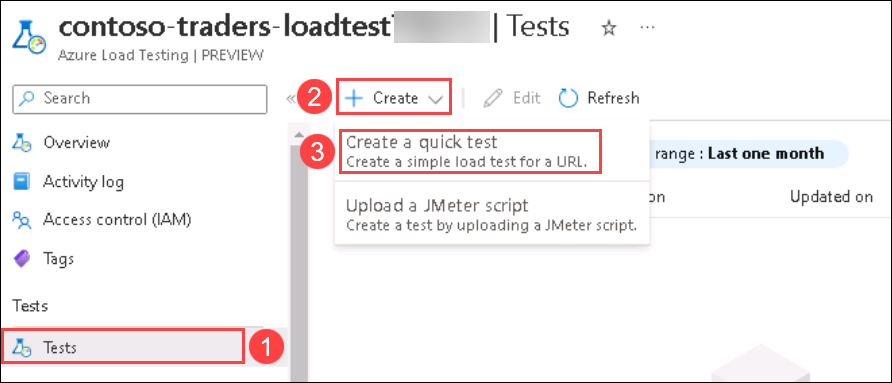 contoso-traders-loadtest | Tests
Azure Load Testing | PREVIEW
Search
2
Create
Edit
Refresh
Overview
3
Create a quick test
Create a simple load test for a URL.
range : Last one month
Activity log
Upload a JMeter script
Create a test by uploading a JMeter script.
on
Updated on
Access control (IAM)
Tags
Tests
Tests
1